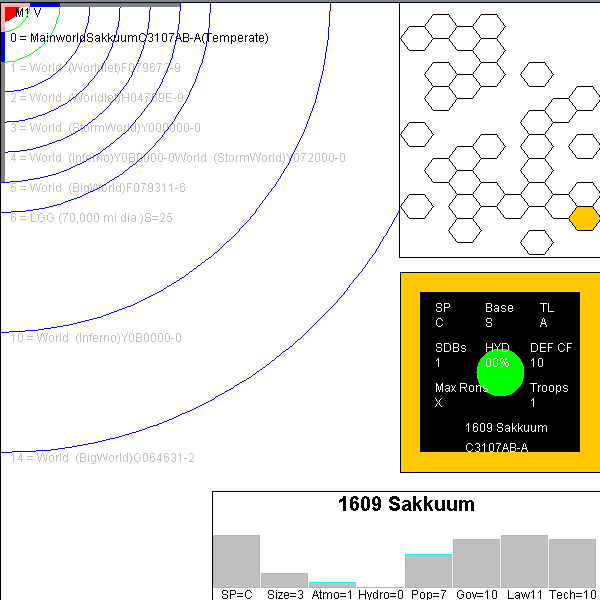 M1 V
0 = MainworldSakkuumC3107AB-A(Temperate)
1 = World (Worldlet)F079673-9
2 = World (Worldlet)H04769E-9
3 = World (StormWorld)Y000000-0
4 = World (Inferno)Y0B0000-0World (StormWorld)Y072000-0
5 = World (BigWorld)F079311-6
6 = LGG (70,000 mi dia.)S=25
10 = World (Inferno)Y0B0000-0
14 = World (BigWorld)G064631-2
SP Base TL
C S A
SDBs HYD DEF CF
1 00% 10
Max Rons Troops
X 1
1609 Sakkuum
C3107AB-A
1609 Sakkuum
SP=C Size=3 Atmo=1 Hydro=0 Pop=7 Gov=10 Law11 Tech=10